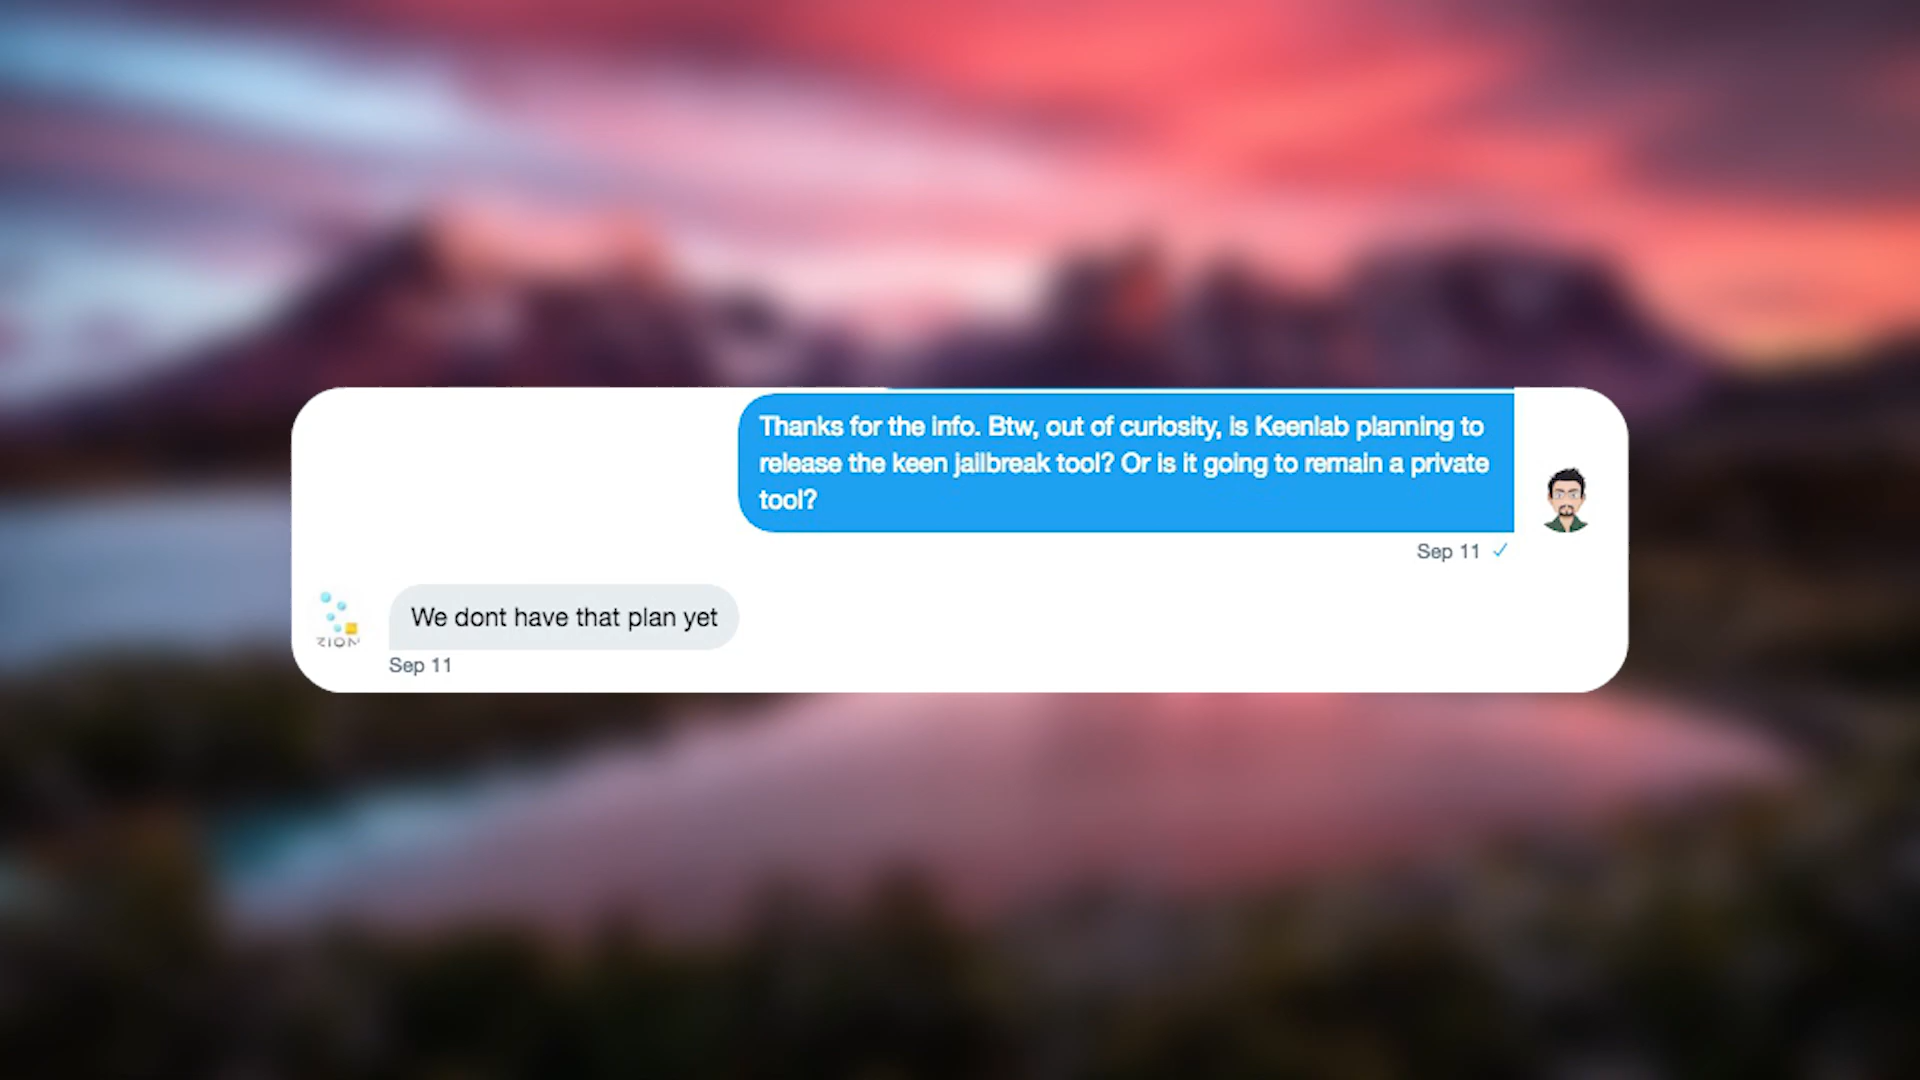 Thanks for the info. Btw, out of curiosity, is Keenlab planning to
release the keen jailbreak tool? Or is it going to remain a private
tool?
Sep 11
ZION
We dont have that plan yet
Sep 11